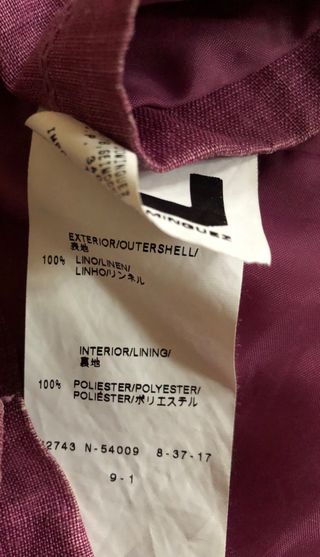 MINGUEZ
EXTERIOR/OUTERSHELL/
表地
100% LINO/LINEN/
LINHO/リンネル
INTERIOR/LINING/
裏地
100% POLIESTER/POLYESTER/
POLIÉSTER/ポリエステル
2743 N-54009 8-37-17
9-1